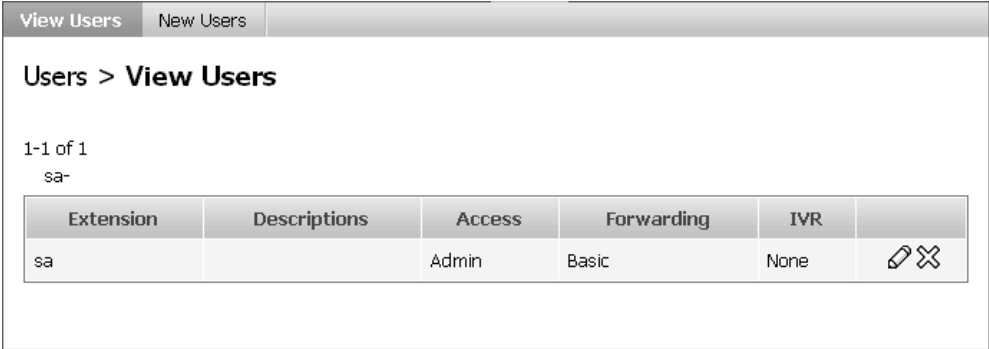 View Users New Users
Users > View Users
1-1 of 1
sa-
Extension Descriptions Access Forwarding IVR
sa Admin Basic None